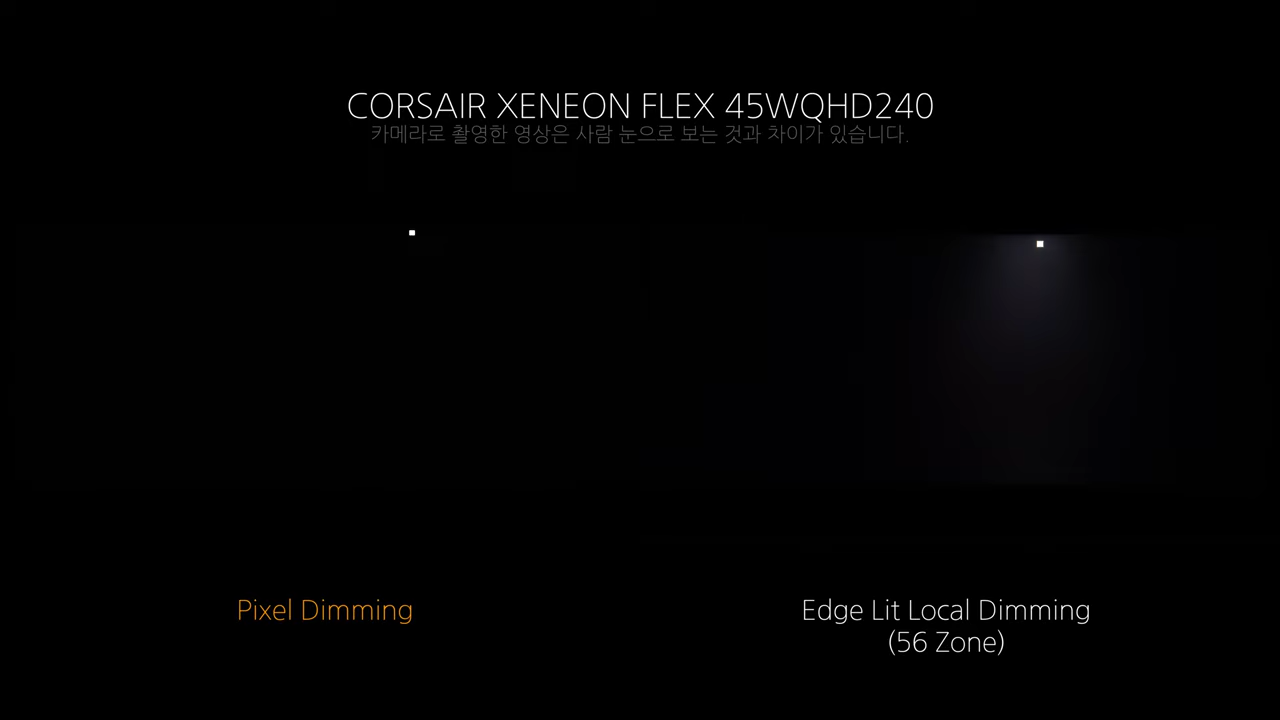 CORSAIR XENEON FLEX 45WQHD240
카메라로 촬영한 영상은 사람 눈으로 보는 것과 차이가 있습니다.
Pixel Dimming
Edge Lit Local Dimming
(56 Zone)